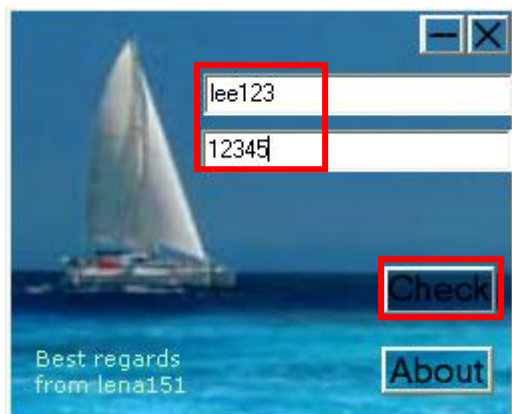 lee123
12345
Check
Best regards
from lena151
About